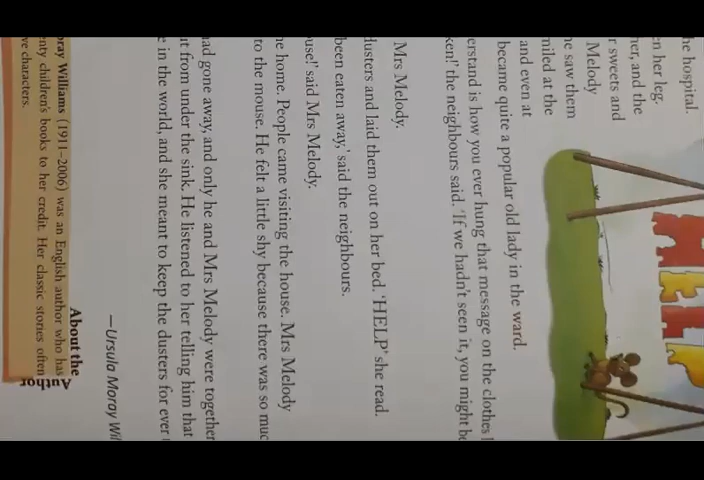 he hospital.
en her leg.
her, and the
r sweets and
Melody
he saw them
miled at the
and even at
became quite a popular old lady in the ward.
erstand is how you ever hung that message on the clothes
ken!' the neighbours said. 'If we hadn't seen it, you might b
Mrs Melody.
dusters and laid them out on her bed. 'HELP' she read.
been eaten away,' said the neighbours.
use!' said Mrs Melody.
he home. People came visiting the house. Mrs Melody
to the mouse. He felt a little shy because there was so muc
ad gone away, and only he and Mrs Melody were together
t from under the sink. He listened to her telling him that
e in the world, and she meant to keep the dusters for ever
—Ursula Moray Wil
About the
Author
ray Williams (1911–2006) was an English author who has
nty children's books to her credit. Her classic stories often
ve characters.
HELP